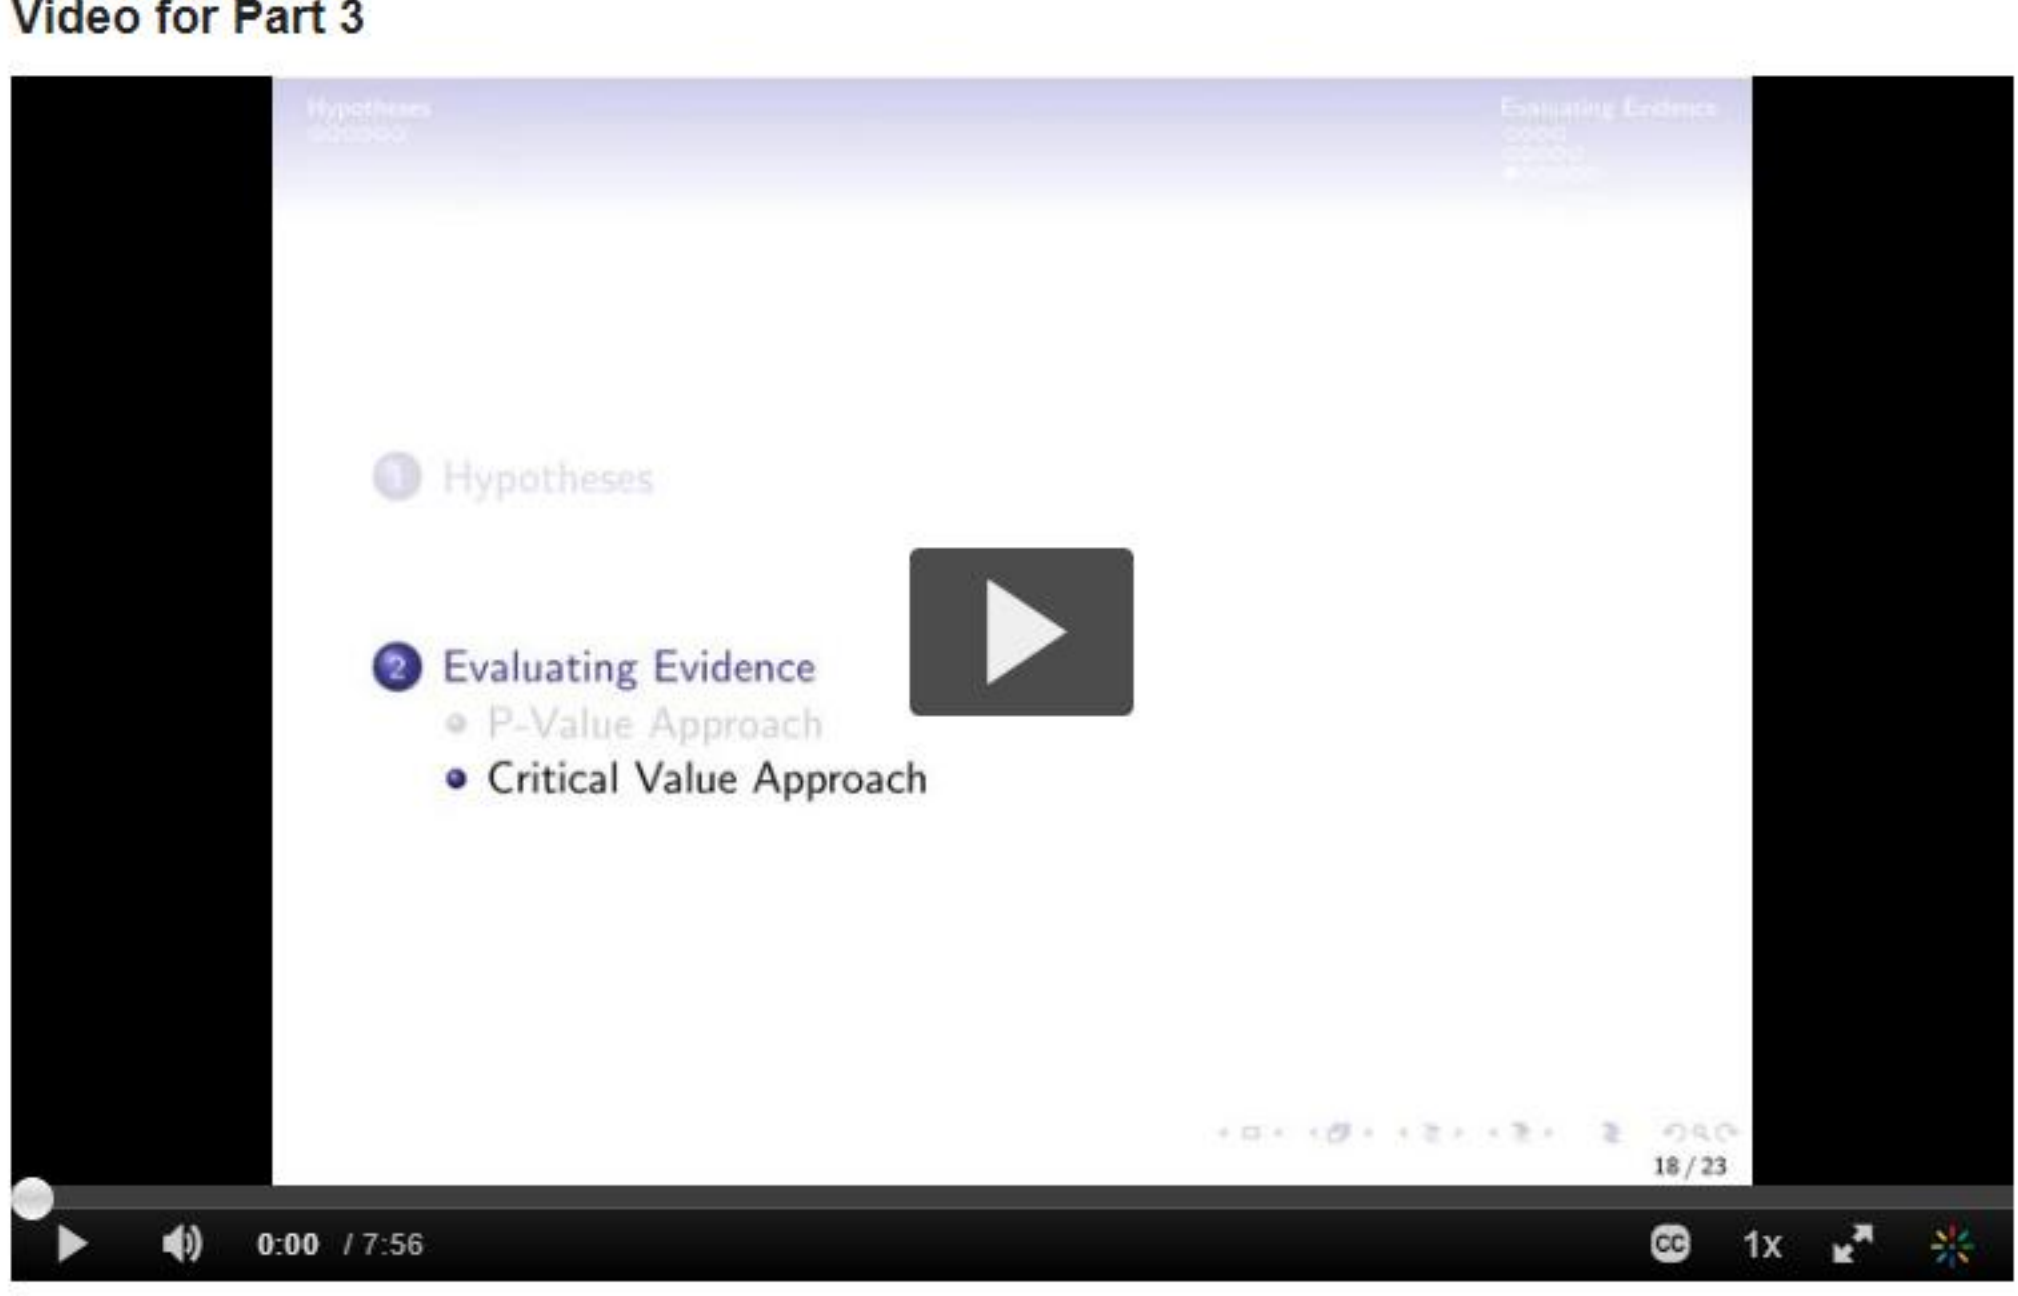 Video for Part 3
Hypotheses
Evaluating Evidence
1 Hypotheses
2 Evaluating Evidence
P-Value Approach
Critical Value Approach
18 / 23
0:00 / 7:56
CC
1x